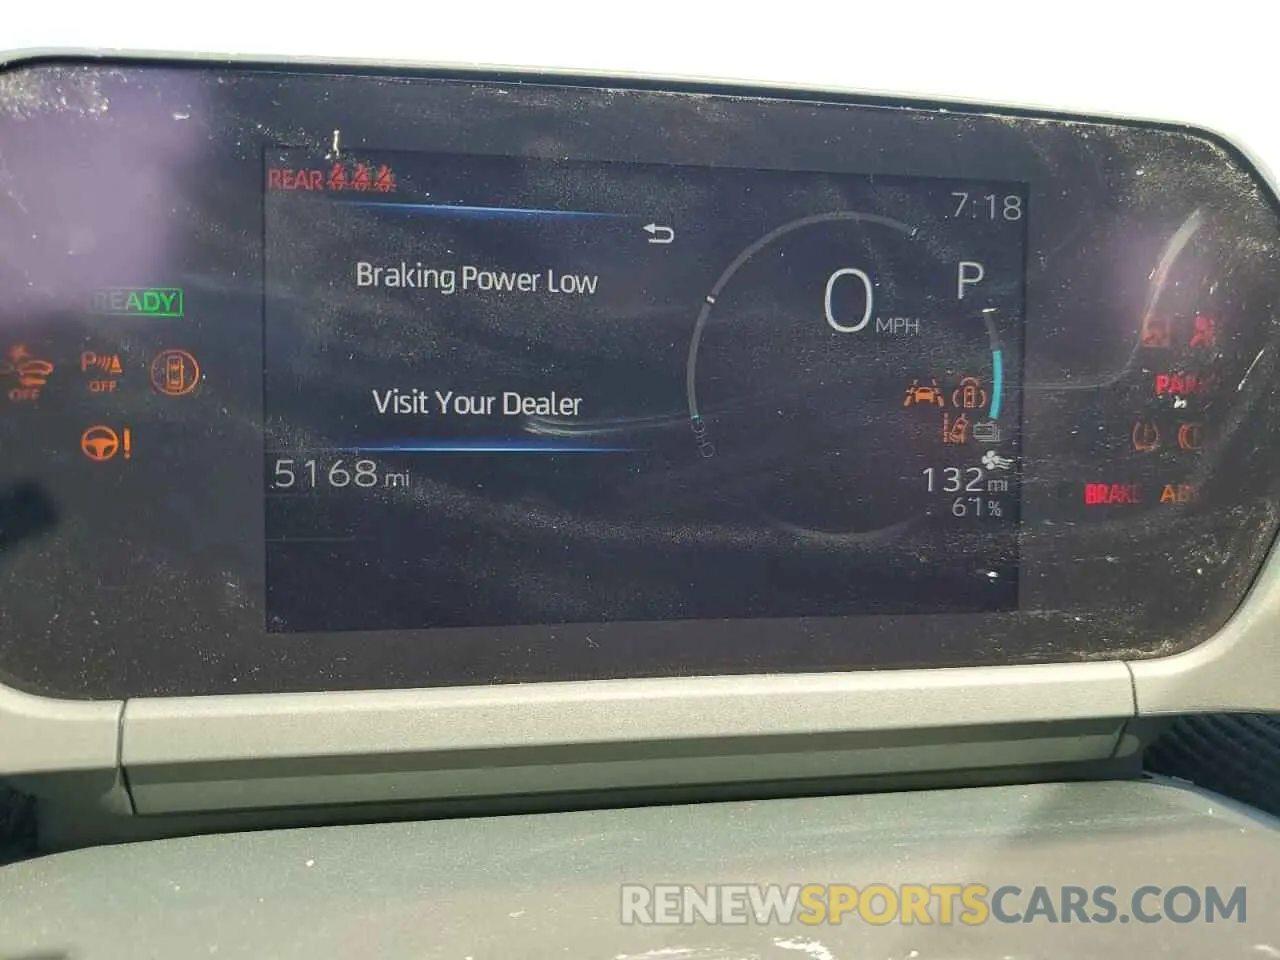 REAR
7:18
Braking Power Low
P
0 MPH
READY
OFF
P OFF
Visit Your Dealer
CHRG
5168 mi
132 mi
61%
BRAKE
RENEWSPORTSCARS.COM